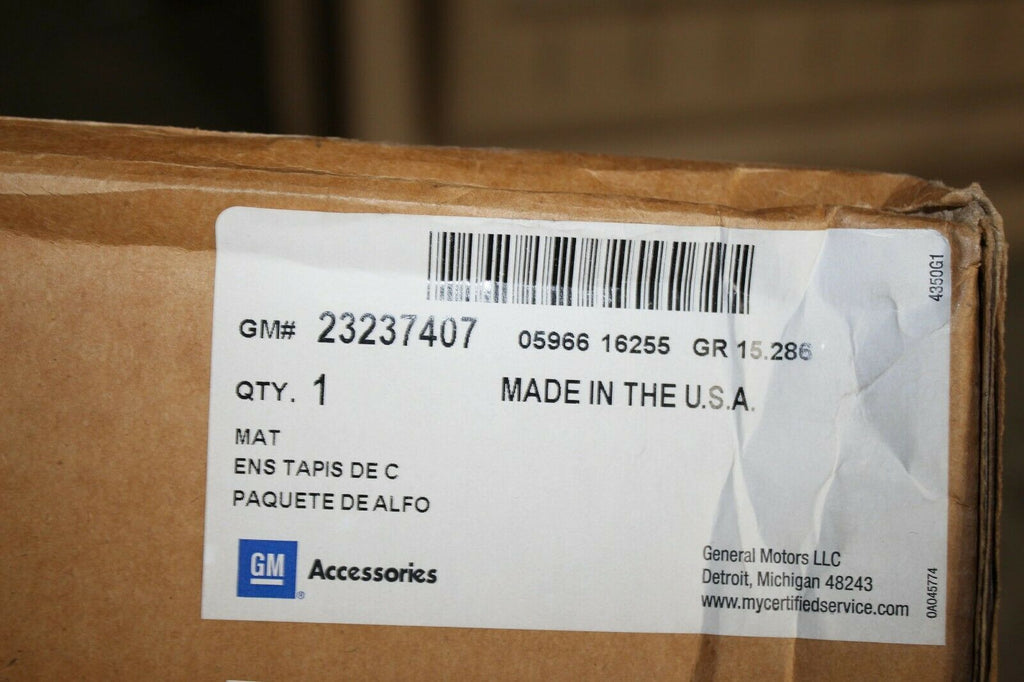 4350G1
GM# 23237407 05966 16255 GR 15.286
QTY. 1 MADE IN THE U.S.A.
MAT
ENS TAPIS DE C
PAQUETE DE ALFO
GM® Accessories
General Motors LLC
Detroit, Michigan 48243
www.mycertifiedservice.com
0A045774